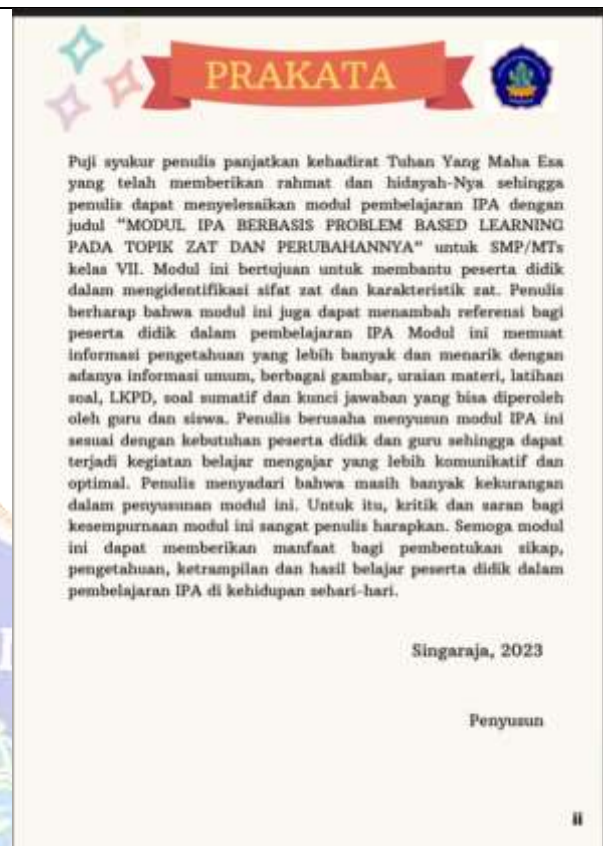 PRAKATA
Puji syukur penulis panjatkan kehadirat Tuhan Yang Maha Esa
yang telah memberikan rahmat dan hidayah-Nya sehingga
penulis dapat menyelesaikan modul pembelajaran IPA dengan
judul "MODUL IPA BERBASIS PROBLEM BASED LEARNING
PADA TOPIK ZAT DAN PERUBAHANNYA" untuk SMP/MTs
kelas VII. Modul ini bertujuan untuk membantu peserta didik
dalam mengidentifikasi sifat zat dan karakteristik zat. Penulis
berharap bahwa modul ini juga dapat menambah referensi bagi
peserta didik dalam pembelajaran IPA Modul ini memuat
informasi pengetahuan yang lebih banyak dan menarik dengan
adanya informasi umum, berbagai gambar, uraian materi, latihan
soal, LKPD, soal sumatif dan kunci jawaban yang bisa diperoleh
oleh guru dan siswa. Penulis berusaha menyusun modul IPA ini
sesuai dengan kebutuhan peserta didik dan guru sehingga dapat
terjadi kegiatan belajar mengajar yang lebih komunikatif dan
optimal. Penulis menyadari bahwa masih banyak kekurangan
dalam penyusunan modul ini. Untuk itu, kritik dan saran bagi
kesempurnaan modul ini sangat penulis harapkan. Semoga modul
ini dapat memberikan manfaat bagi pembentukan sikap,
pengetahuan, ketrampilan dan hasil belajar peserta didik dalam
pembelajaran IPA di kehidupan sehari-hari.
Singaraja, 2023
Penyusun
ii